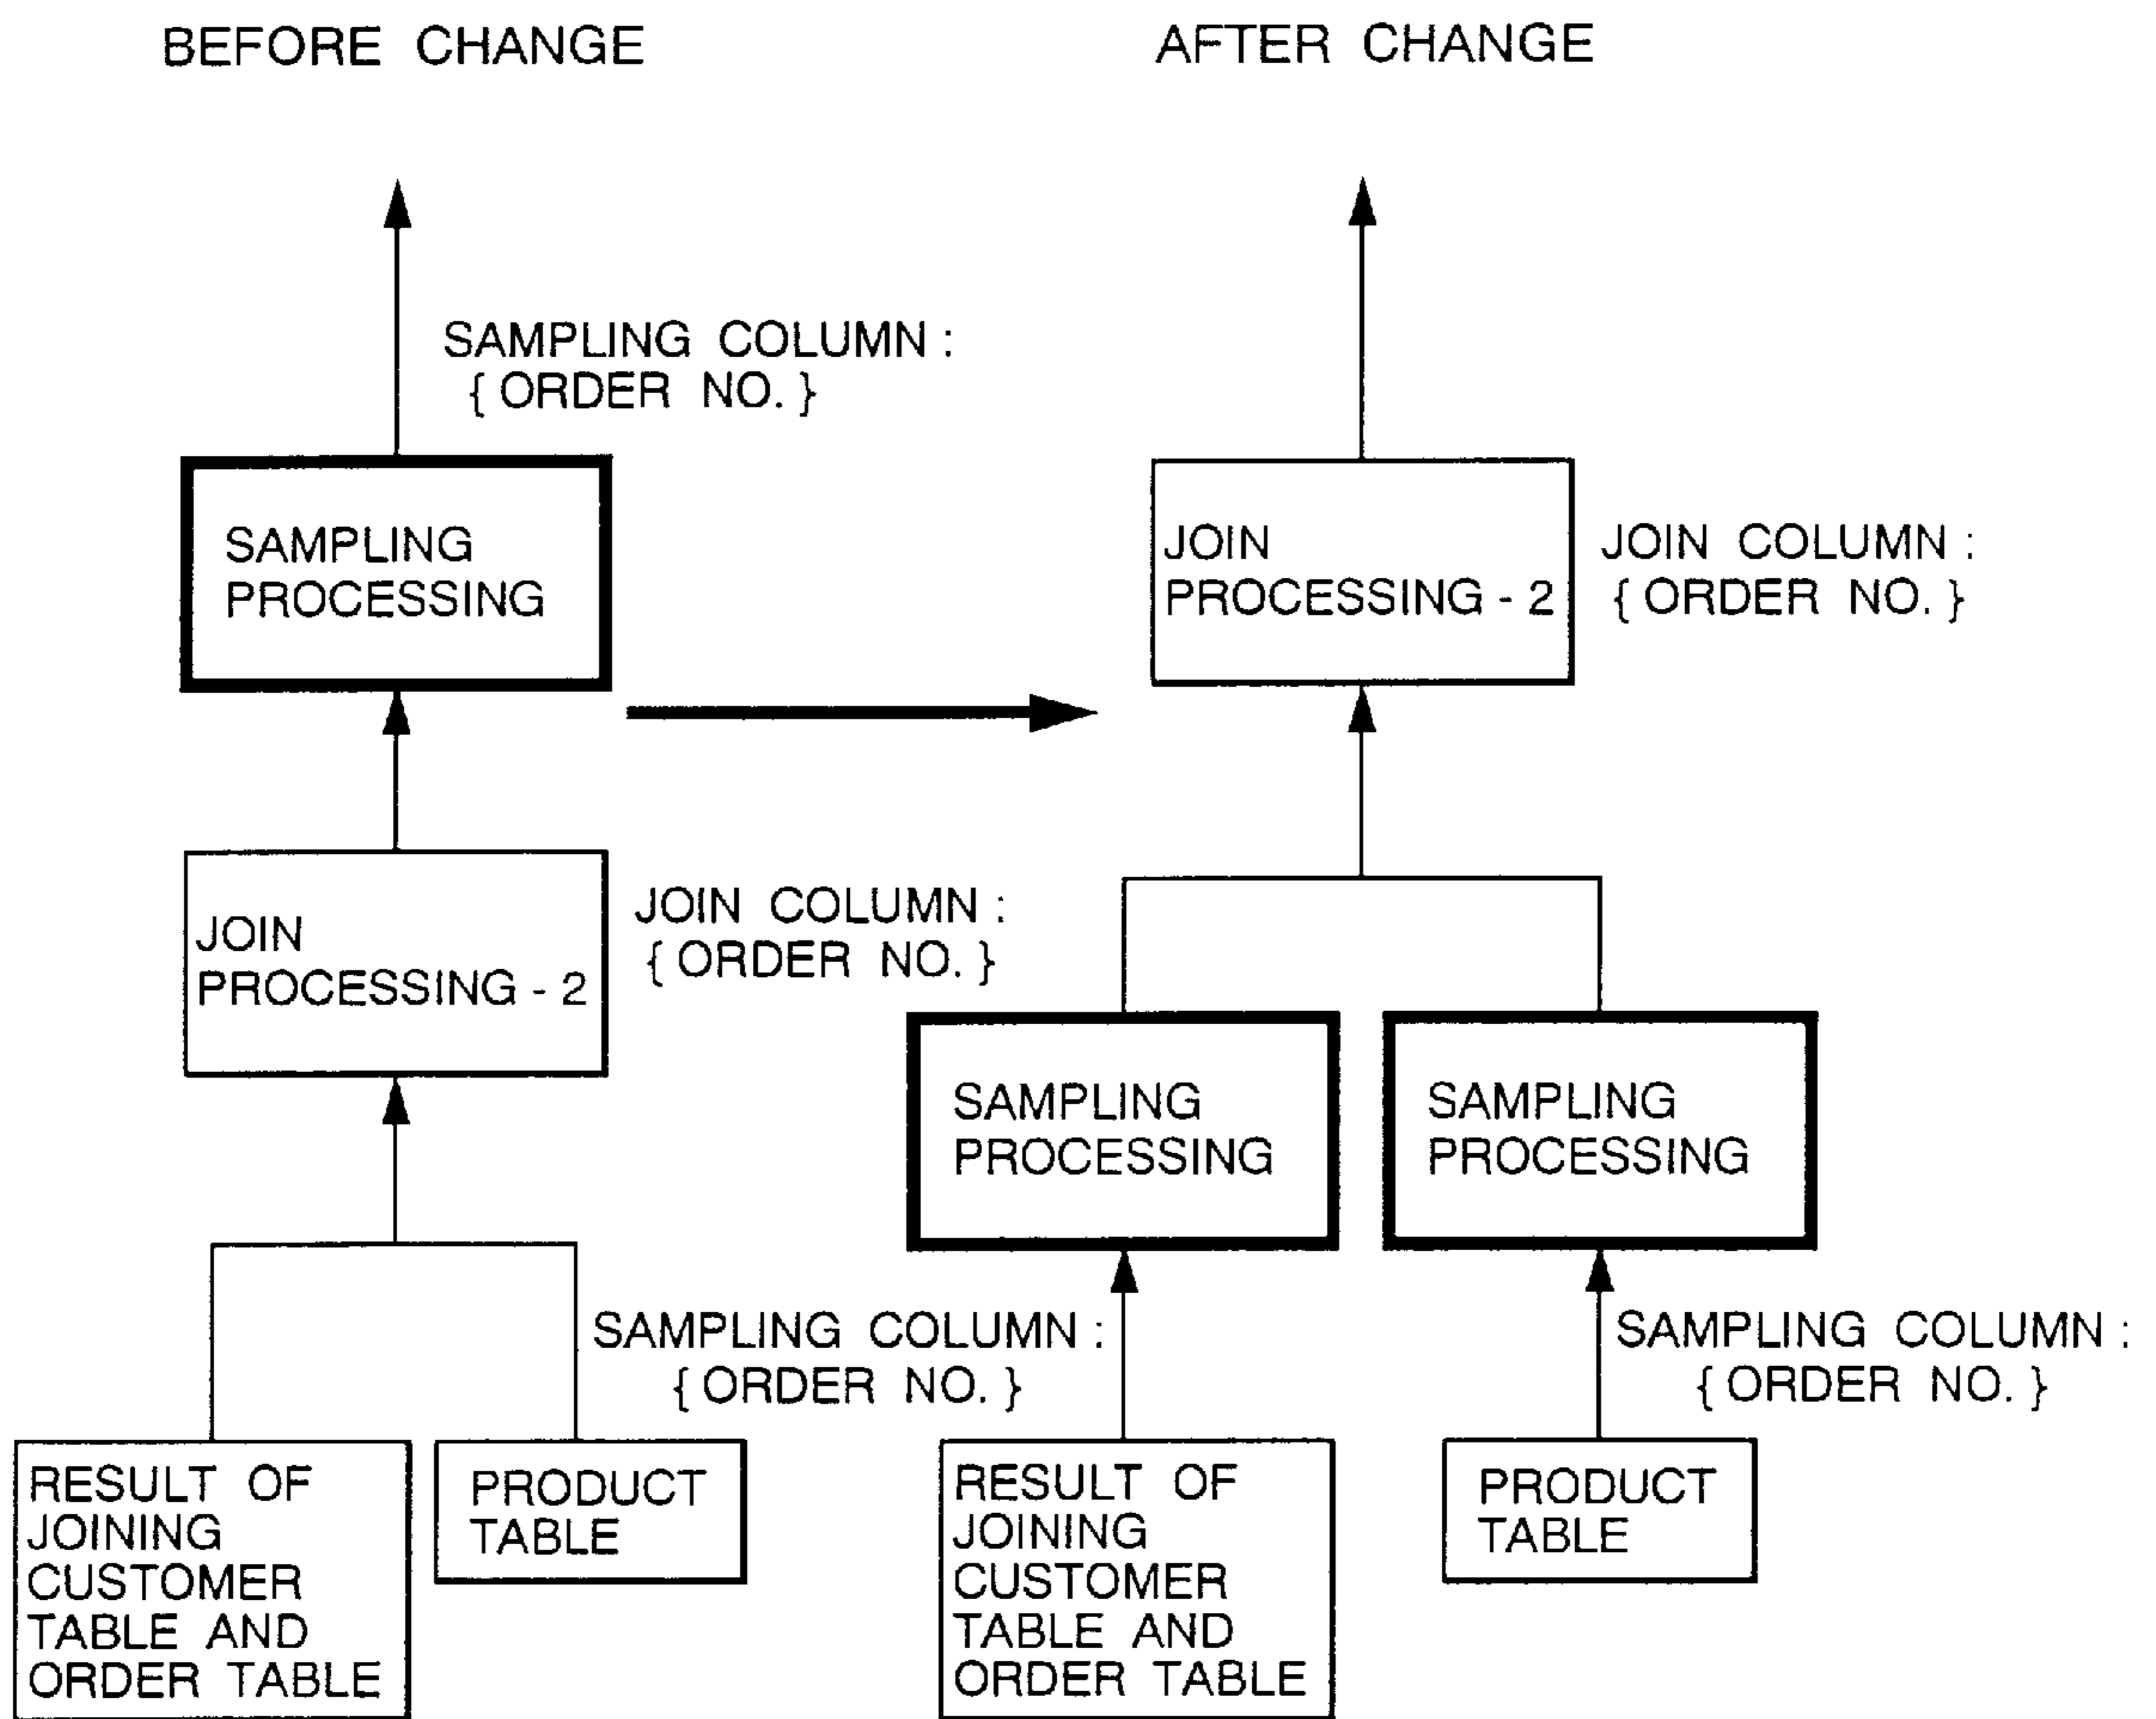 BEFORE CHANGE
AFTER CHANGE
SAMPLING COLUMN :
{ ORDER NO. }
SAMPLING
PROCESSING
JOIN
PROCESSING - 2
JOIN COLUMN :
{ ORDER NO. }
JOIN
PROCESSING - 2
JOIN COLUMN :
{ ORDER NO. }
SAMPLING
PROCESSING
SAMPLING
PROCESSING
SAMPLING COLUMN :
{ ORDER NO. }
SAMPLING COLUMN :
{ ORDER NO. }
RESULT OF
JOINING
CUSTOMER
TABLE AND
ORDER TABLE
PRODUCT
TABLE
RESULT OF
JOINING
CUSTOMER
TABLE AND
ORDER TABLE
PRODUCT
TABLE